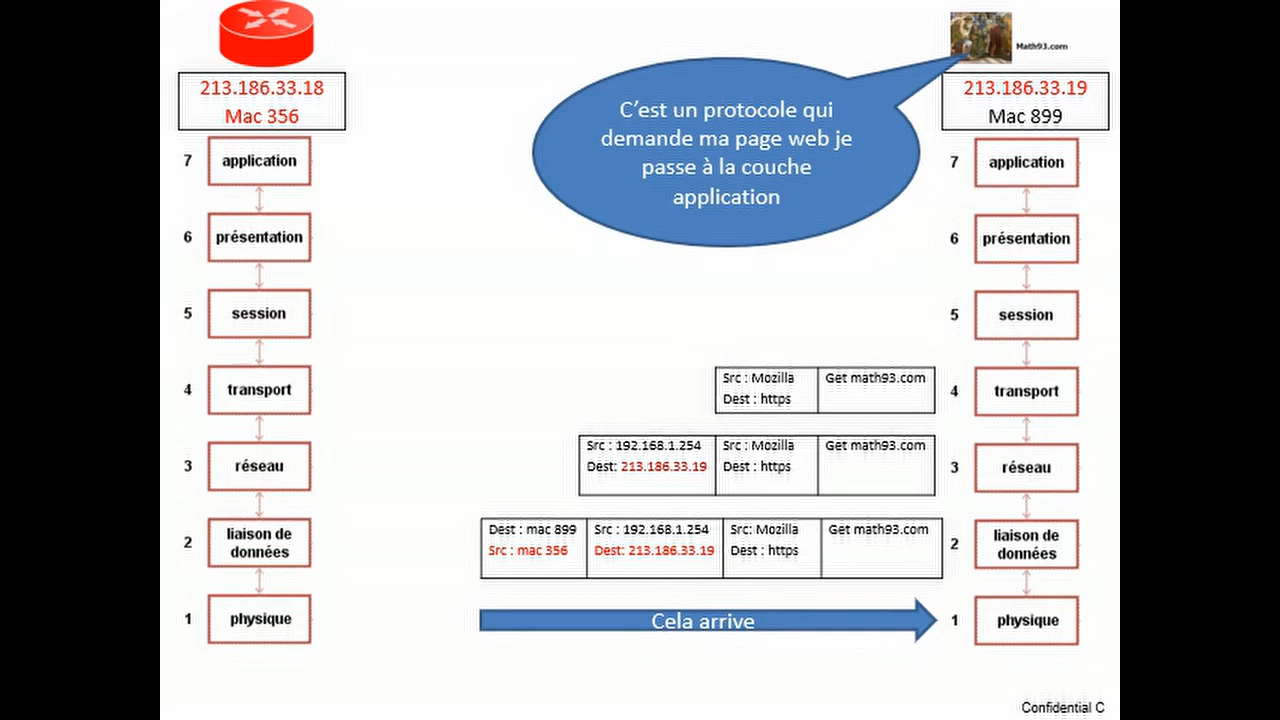 213.186.33.18
Mac 356
7 application
6 présentation
5 session
4 transport
3 réseau
2 liaison de
données
1 physique
C’est un protocole qui
demande ma page web je
passe à la couche
application
Src : Mozilla
Dest : https
Get math93.com
Src : 192.168.1.254
Dest: 213.186.33.19
Src : Mozilla
Dest : https
Get math93.com
Dest : mac 899
Src : mac 356
Src : 192.168.1.254
Dest: 213.186.33.19
Src: Mozilla
Dest : https
Get math93.com
Cela arrive
Math93.com
213.186.33.19
Mac 899
7 application
6 présentation
5 session
4 transport
3 réseau
2 liaison de
données
1 physique
Confidential C